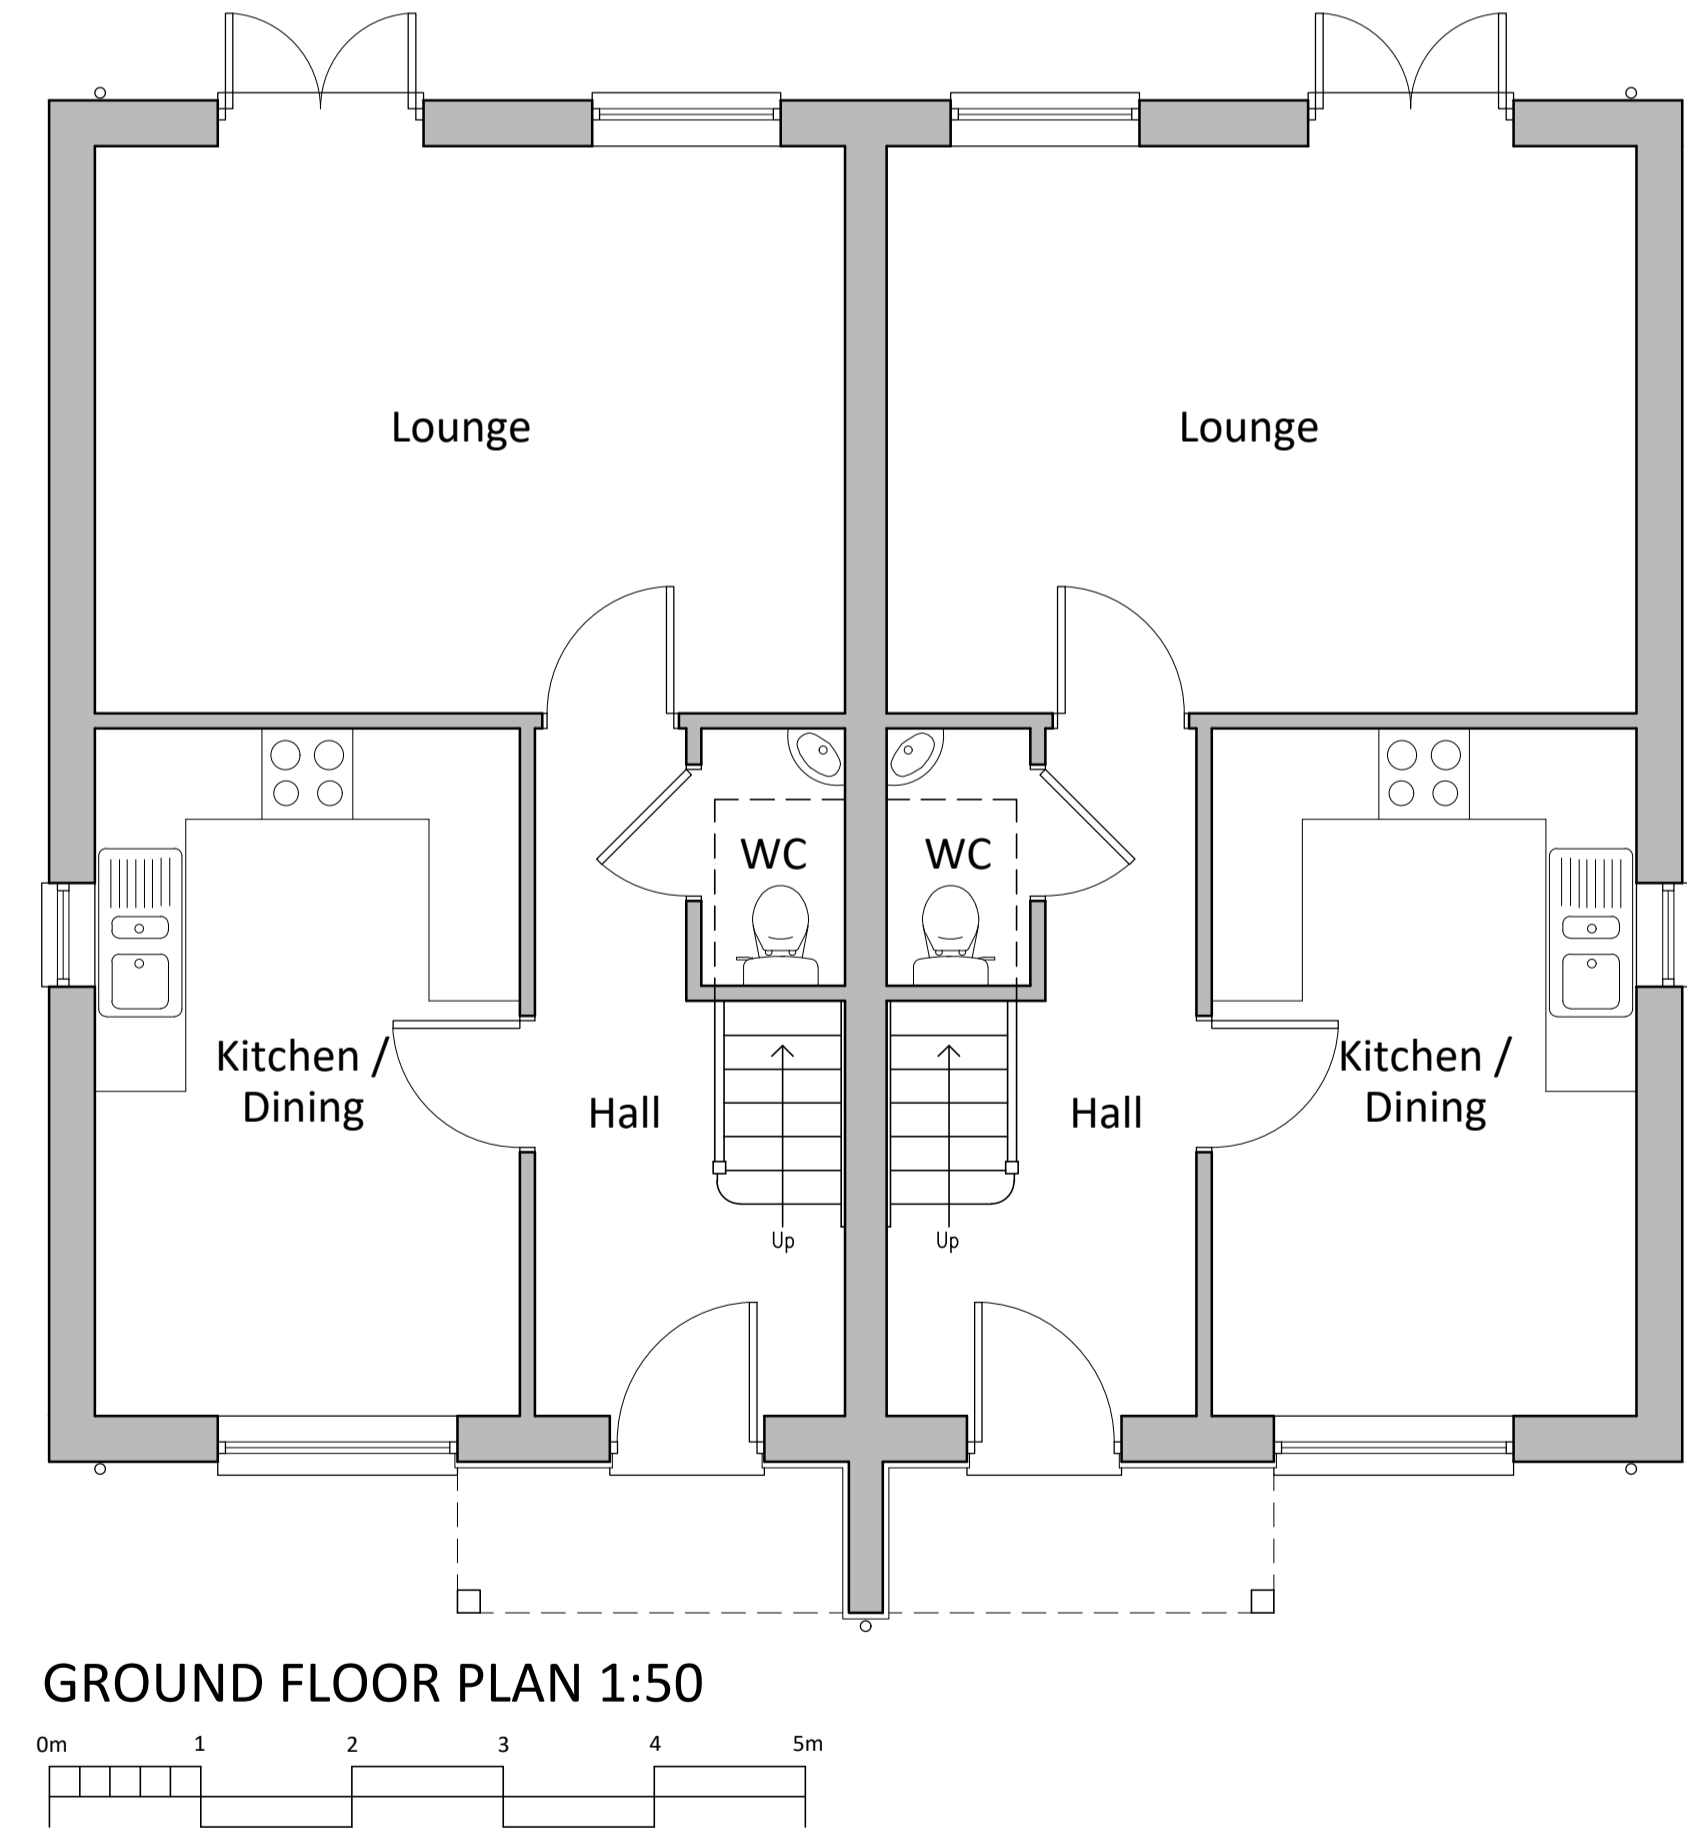 Lounge
Lounge
WC
WC
Kitchen /
Dining
Hall
Hall
Kitchen /
Dining
Up
Up
GROUND FLOOR PLAN 1:50
0m 1 2 3 4 5m